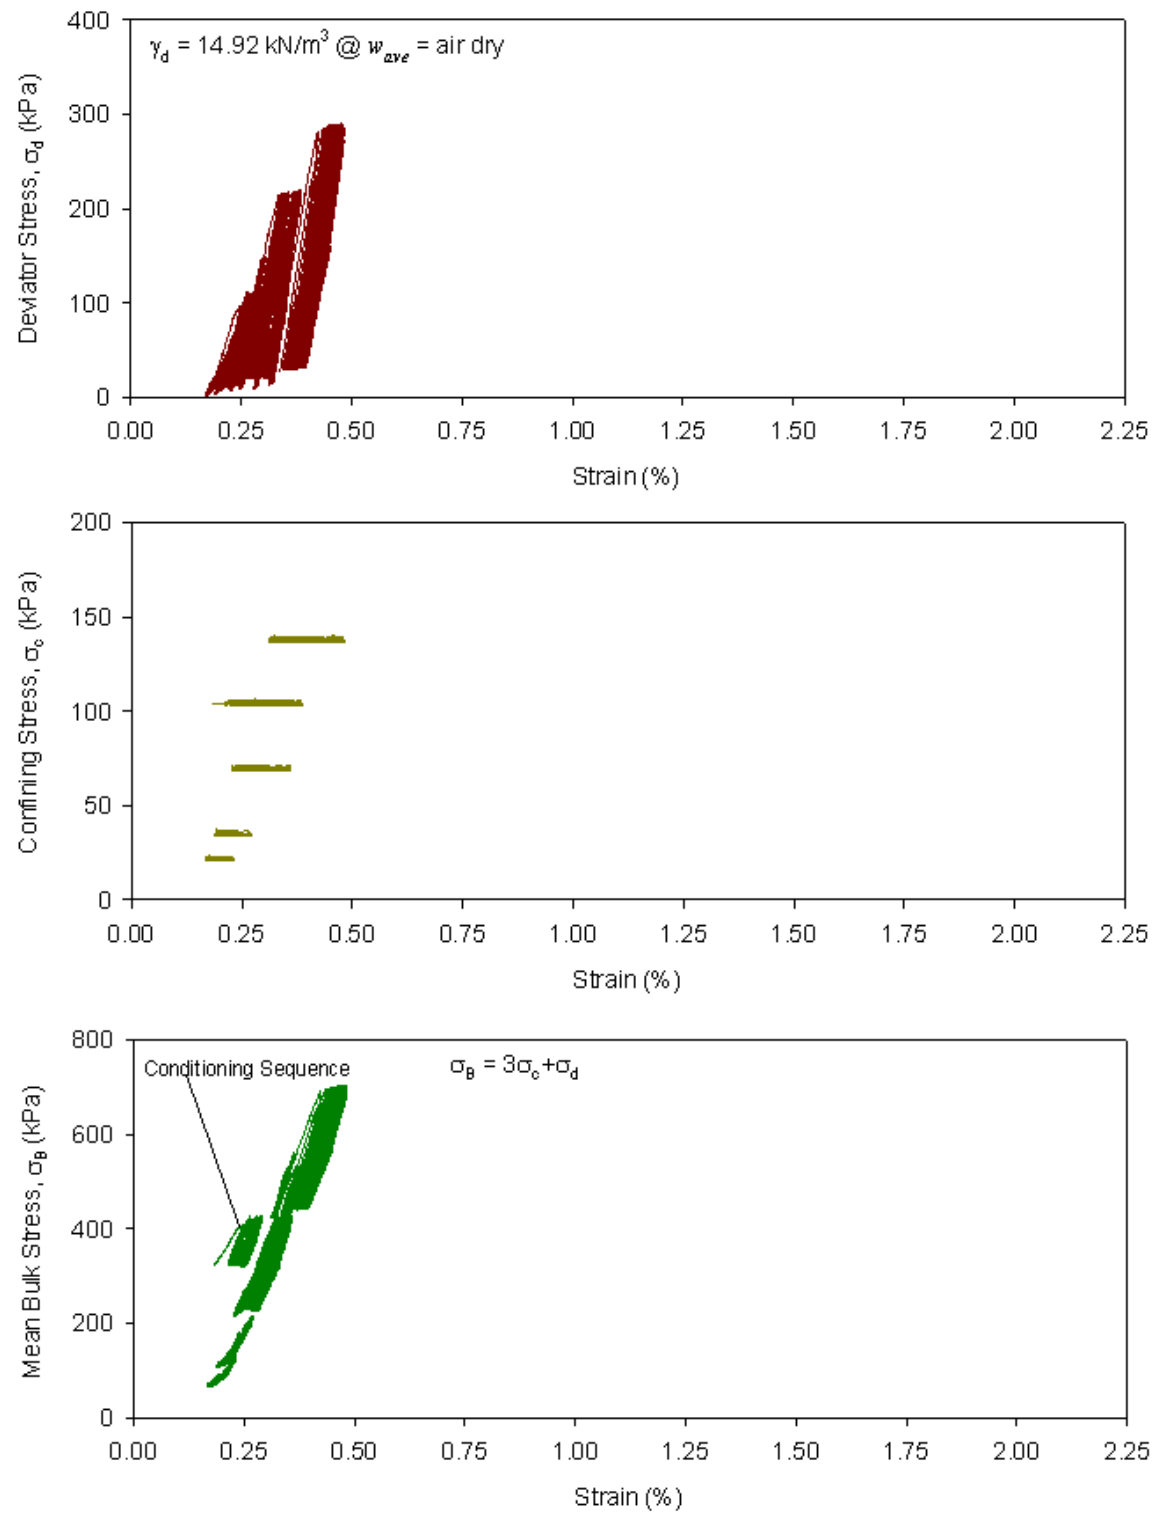 γd = 14.92 kN/m³ @ wave = air dry
Deviator Stress, σd (kPa)
400
300
200
100
0
0.00 0.25 0.50 0.75 1.00 1.25 1.50 1.75 2.00 2.25
Strain (%)
Confining Stress, σc (kPa)
200
150
100
50
0
0.00 0.25 0.50 0.75 1.00 1.25 1.50 1.75 2.00 2.25
Strain (%)
Mean Bulk Stress, σB (kPa)
800
600
400
200
0
Conditioning Sequence
σB = 3σc+σd
0.00 0.25 0.50 0.75 1.00 1.25 1.50 1.75 2.00 2.25
Strain (%)